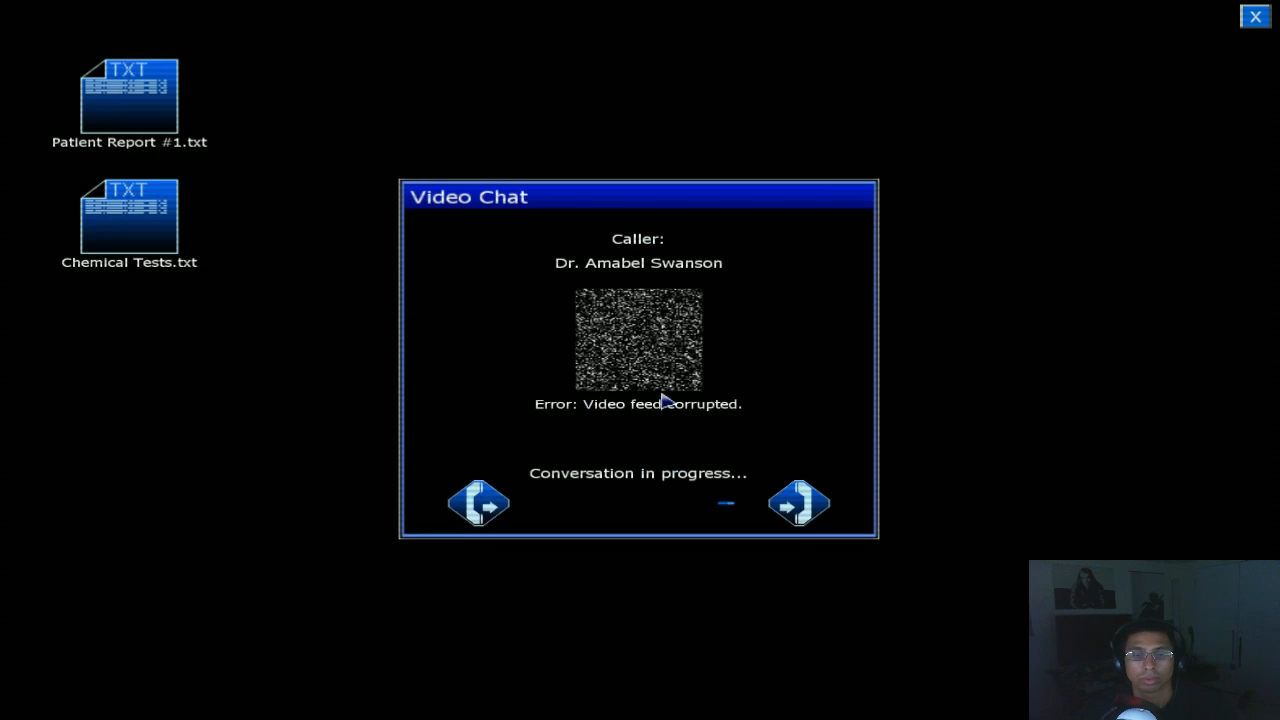 X
TXT
Patient Report #1.txt
TXT
Chemical Tests.txt
Video Chat
Caller:
Dr. Amabel Swanson
Error: Video feed corrupted.
Conversation in progress...